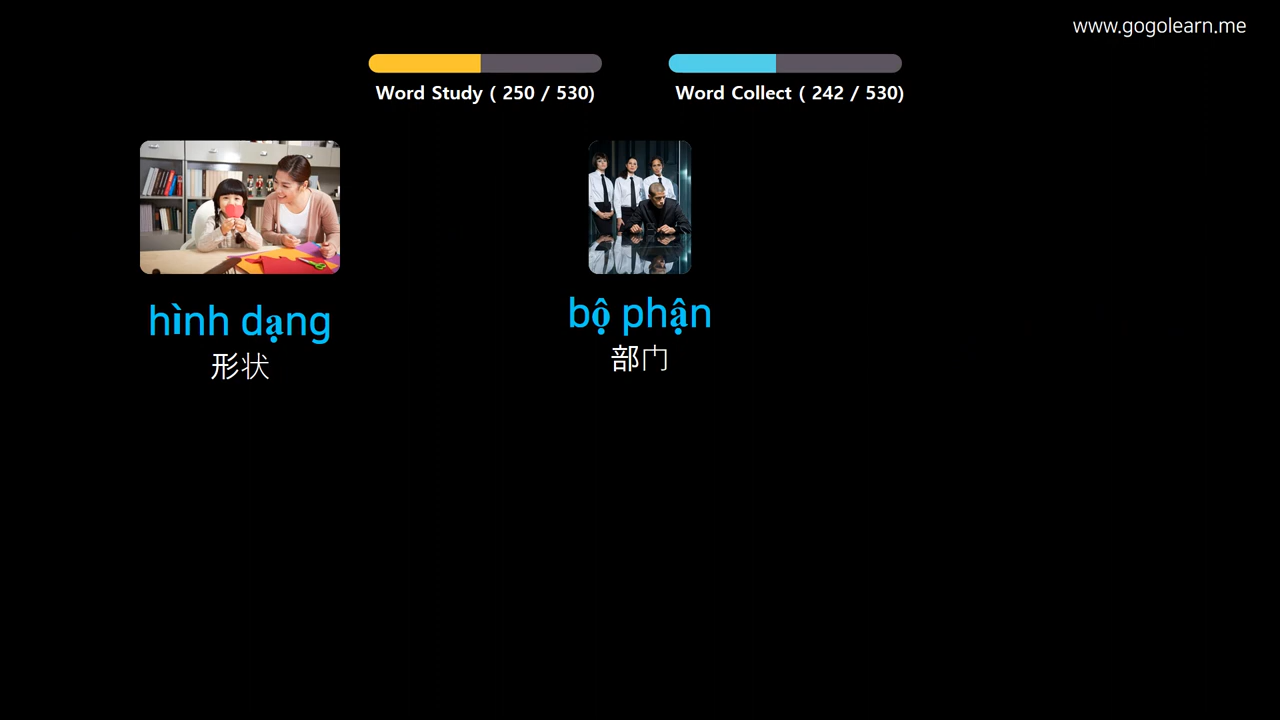 www.gogolearn.me
Word Study ( 250 / 530)
Word Collect ( 242 / 530)
hình dạng
形状
bộ phận
部门